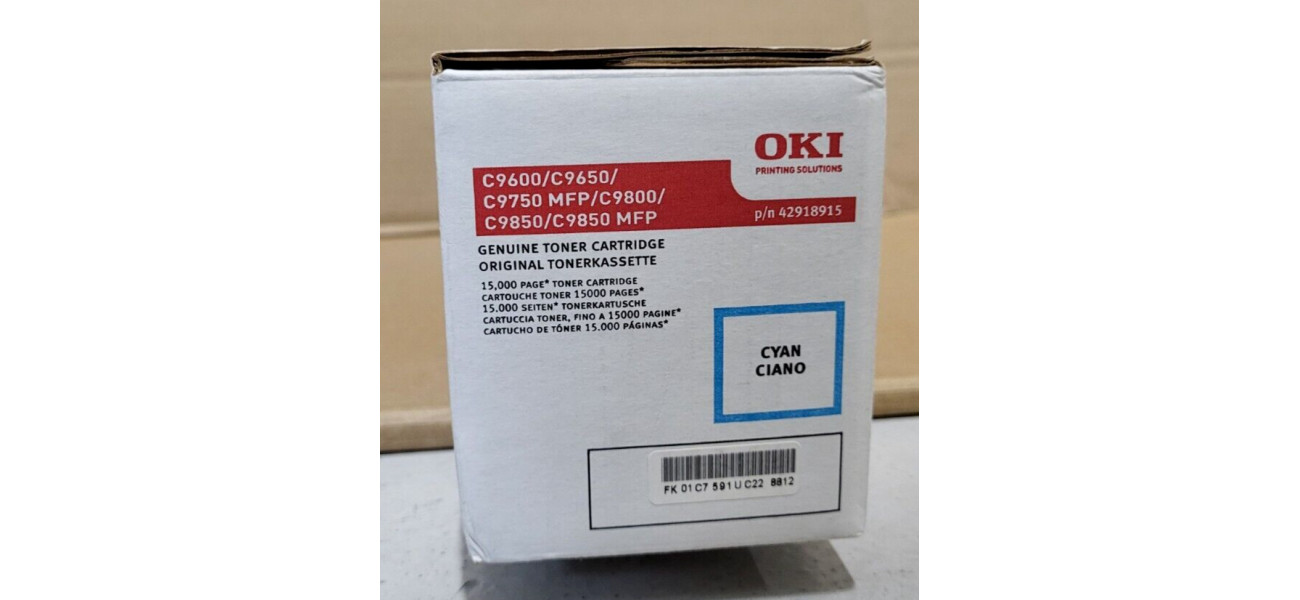 OKI
PRINTING SOLUTIONS
C9600/C9650/
C9750 MFP/C9800/
C9850/C9850 MFP
p/n 42918915
GENUINE TONER CARTRIDGE
ORIGINAL TONERKASSETTE
15,000 PAGE* TONER CARTRIDGE
CARTOUCHE TONER 15000 PAGES*
15.000 SEITEN* TONERKARTUSCHE
CARTUCCIA TONER, FINO A 15000 PAGINE*
CARTUCHO DE TÓNER 15.000 PÁGINAS*
CYAN
CIANO
FK 01C7 591U C22 8812